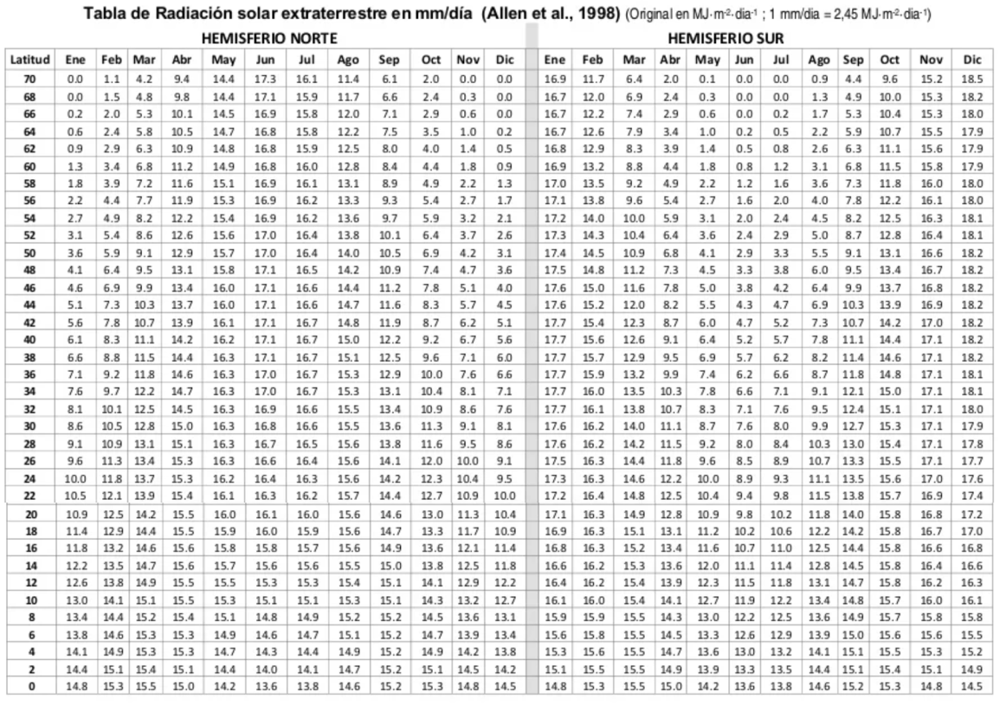 Tabla de Radiación solar extraterrestre en mm/día (Allen et al., 1998) (Original en MJ·m-2·dia-1 ; 1 mm/dia = 2,45 MJ·m-2·dia-1)
HEMISFERIO NORTE HEMISFERIO SUR
Latitud Ene Feb Mar Abr May Jun Jul Ago Sep Oct Nov Dic Ene Feb Mar Abr May Jun Jul Ago Sep Oct Nov Dic
70 0.0 1.1 4.2 9.4 14.4 17.3 16.1 11.4 6.1 2.0 0.0 0.0 16.9 11.7 6.4 2.0 0.1 0.0 0.0 0.9 4.4 9.6 15.2 18.5
68 0.0 1.5 4.8 9.8 14.4 17.1 15.9 11.7 6.6 2.4 0.3 0.0 16.7 12.0 6.9 2.4 0.3 0.0 0.0 1.3 4.9 10.0 15.3 18.2
66 0.2 2.0 5.3 10.1 14.5 16.9 15.8 12.0 7.1 2.9 0.6 0.0 16.7 12.2 7.4 2.9 0.6 0.0 0.2 1.7 5.3 10.4 15.3 18.0
64 0.6 2.4 5.8 10.5 14.7 16.8 15.8 12.2 7.5 3.5 1.0 0.2 16.7 12.6 7.9 3.4 1.0 0.2 0.5 2.2 5.9 10.7 15.5 17.9
62 0.9 2.9 6.3 10.9 14.8 16.8 15.9 12.5 8.0 4.0 1.4 0.5 16.8 12.9 8.3 3.9 1.4 0.5 0.8 2.6 6.3 11.1 15.6 17.9
60 1.3 3.4 6.8 11.2 14.9 16.8 16.0 12.8 8.4 4.4 1.8 0.9 16.9 13.2 8.8 4.4 1.8 0.8 1.2 3.1 6.8 11.5 15.8 17.9
58 1.8 3.9 7.2 11.6 15.1 16.9 16.1 13.1 8.9 4.9 2.2 1.3 17.0 13.5 9.2 4.9 2.2 1.2 1.6 3.6 7.3 11.8 16.0 18.0
56 2.2 4.4 7.7 11.9 15.3 16.9 16.2 13.3 9.3 5.4 2.7 1.7 17.1 13.8 9.6 5.4 2.7 1.6 2.0 4.0 7.8 12.2 16.1 18.0
54 2.7 4.9 8.2 12.2 15.4 16.9 16.2 13.6 9.7 5.9 3.2 2.1 17.2 14.0 10.0 5.9 3.1 2.0 2.4 4.5 8.2 12.5 16.3 18.1
52 3.1 5.4 8.6 12.6 15.6 17.0 16.4 13.8 10.1 6.4 3.7 2.6 17.3 14.3 10.4 6.4 3.6 2.4 2.9 5.0 8.7 12.8 16.4 18.1
50 3.6 5.9 9.1 12.9 15.7 17.0 16.4 14.0 10.5 6.9 4.2 3.1 17.4 14.5 10.9 6.8 4.1 2.9 3.3 5.5 9.1 13.1 16.6 18.2
48 4.1 6.4 9.5 13.1 15.8 17.1 16.5 14.2 10.9 7.4 4.7 3.6 17.5 14.8 11.2 7.3 4.5 3.3 3.8 6.0 9.5 13.4 16.7 18.2
46 4.6 6.9 9.9 13.4 16.0 17.1 16.6 14.4 11.2 7.8 5.1 4.0 17.6 15.0 11.6 7.8 5.0 3.8 4.2 6.4 9.9 13.7 16.8 18.2
44 5.1 7.3 10.3 13.7 16.0 17.1 16.6 14.7 11.6 8.3 5.7 4.5 17.6 15.2 12.0 8.2 5.5 4.3 4.7 6.9 10.3 13.9 16.9 18.2
42 5.6 7.8 10.7 13.9 16.1 17.1 16.7 14.8 11.9 8.7 6.2 5.1 17.7 15.4 12.3 8.7 6.0 4.7 5.2 7.3 10.7 14.2 17.0 18.2
40 6.1 8.3 11.1 14.2 16.2 17.1 16.7 15.0 12.2 9.2 6.7 5.6 17.7 15.6 12.6 9.1 6.4 5.2 5.7 7.8 11.1 14.4 17.1 18.2
38 6.6 8.8 11.5 14.4 16.3 17.1 16.7 15.1 12.5 9.6 7.1 6.0 17.7 15.7 12.9 9.5 6.9 5.7 6.2 8.2 11.4 14.6 17.1 18.2
36 7.1 9.2 11.8 14.6 16.3 17.0 16.7 15.3 12.9 10.0 7.6 6.6 17.7 15.9 13.2 9.9 7.4 6.2 6.6 8.7 11.8 14.8 17.1 18.1
34 7.6 9.7 12.2 14.7 16.3 17.0 16.7 15.3 13.1 10.4 8.1 7.1 17.7 16.0 13.5 10.3 7.8 6.6 7.1 9.1 12.1 15.0 17.1 18.1
32 8.1 10.1 12.5 14.5 16.3 16.9 16.6 15.5 13.4 10.9 8.6 7.6 17.7 16.1 13.8 10.7 8.3 7.1 7.6 9.5 12.4 15.1 17.1 18.0
30 8.6 10.5 12.8 15.0 16.3 16.8 16.6 15.5 13.6 11.3 9.1 8.1 17.6 16.2 14.0 11.1 8.7 7.6 8.0 9.9 12.7 15.3 17.1 17.9
28 9.1 10.9 13.1 15.1 16.3 16.7 16.5 15.6 13.8 11.6 9.5 8.6 17.6 16.2 14.2 11.5 9.2 8.0 8.4 10.3 13.0 15.4 17.1 17.8
26 9.6 11.3 13.4 15.3 16.3 16.6 16.4 15.6 14.1 12.0 10.0 9.1 17.5 16.3 14.4 11.8 9.6 8.5 8.9 10.7 13.3 15.5 17.1 17.7
24 10.0 11.8 13.7 15.3 16.2 16.4 16.3 15.6 14.2 12.3 10.4 9.5 17.3 16.3 14.6 12.2 10.0 8.9 9.3 11.1 13.5 15.6 17.0 17.6
22 10.5 12.1 13.9 15.4 16.1 16.3 16.2 15.7 14.4 12.7 10.9 10.0 17.2 16.4 14.8 12.5 10.4 9.4 9.8 11.5 13.8 15.7 16.9 17.4
20 10.9 12.5 14.2 15.5 16.0 16.1 16.0 15.6 14.6 13.0 11.3 10.4 17.1 16.3 14.9 12.8 10.9 9.8 10.2 11.8 14.0 15.8 16.8 17.2
18 11.4 12.9 14.4 15.5 15.9 16.0 15.9 15.6 14.7 13.3 11.7 10.9 16.9 16.3 15.1 13.1 11.2 10.2 10.6 12.2 14.2 15.8 16.7 17.0
16 11.8 13.2 14.6 15.6 15.8 15.8 15.7 15.6 14.9 13.6 12.1 11.4 16.8 16.3 15.2 13.4 11.6 10.7 11.0 12.5 14.4 15.8 16.6 16.8
14 12.2 13.5 14.7 15.6 15.7 15.6 15.6 15.5 15.0 13.8 12.5 11.8 16.6 16.2 15.3 13.6 12.0 11.1 11.4 12.8 14.5 15.8 16.4 16.6
12 12.6 13.8 14.9 15.5 15.5 15.3 15.3 15.4 15.1 14.1 12.9 12.2 16.4 16.2 15.4 13.9 12.3 11.5 11.8 13.1 14.7 15.8 16.2 16.3
10 13.0 14.1 15.1 15.5 15.3 15.1 15.1 15.3 15.1 14.3 13.2 12.7 16.1 16.0 15.4 14.1 12.7 11.9 12.2 13.4 14.8 15.7 16.0 16.1
8 13.4 14.4 15.2 15.4 15.1 14.8 14.9 15.2 15.2 14.5 13.6 13.1 15.9 15.9 15.5 14.3 13.0 12.2 12.5 13.6 14.9 15.7 15.8 15.8
6 13.8 14.6 15.3 15.3 14.9 14.6 14.7 15.1 15.2 14.7 13.9 13.4 15.6 15.8 15.5 14.5 13.3 12.6 12.9 13.9 15.0 15.6 15.6 15.5
4 14.1 14.9 15.3 15.3 14.7 14.3 14.4 14.9 15.2 14.9 14.2 13.8 15.3 15.6 15.5 14.7 13.6 13.0 13.2 14.1 15.1 15.5 15.3 15.2
2 14.4 15.1 15.4 15.1 14.4 14.0 14.1 14.7 15.2 15.1 14.5 14.2 15.1 15.5 15.5 14.9 13.9 13.3 13.5 14.4 15.1 15.4 15.1 14.9
0 14.8 15.3 15.5 15.0 14.2 13.6 13.8 14.6 15.2 15.3 14.8 14.5 14.8 15.3 15.5 15.0 14.2 13.6 13.8 14.6 15.2 15.3 14.8 14.5